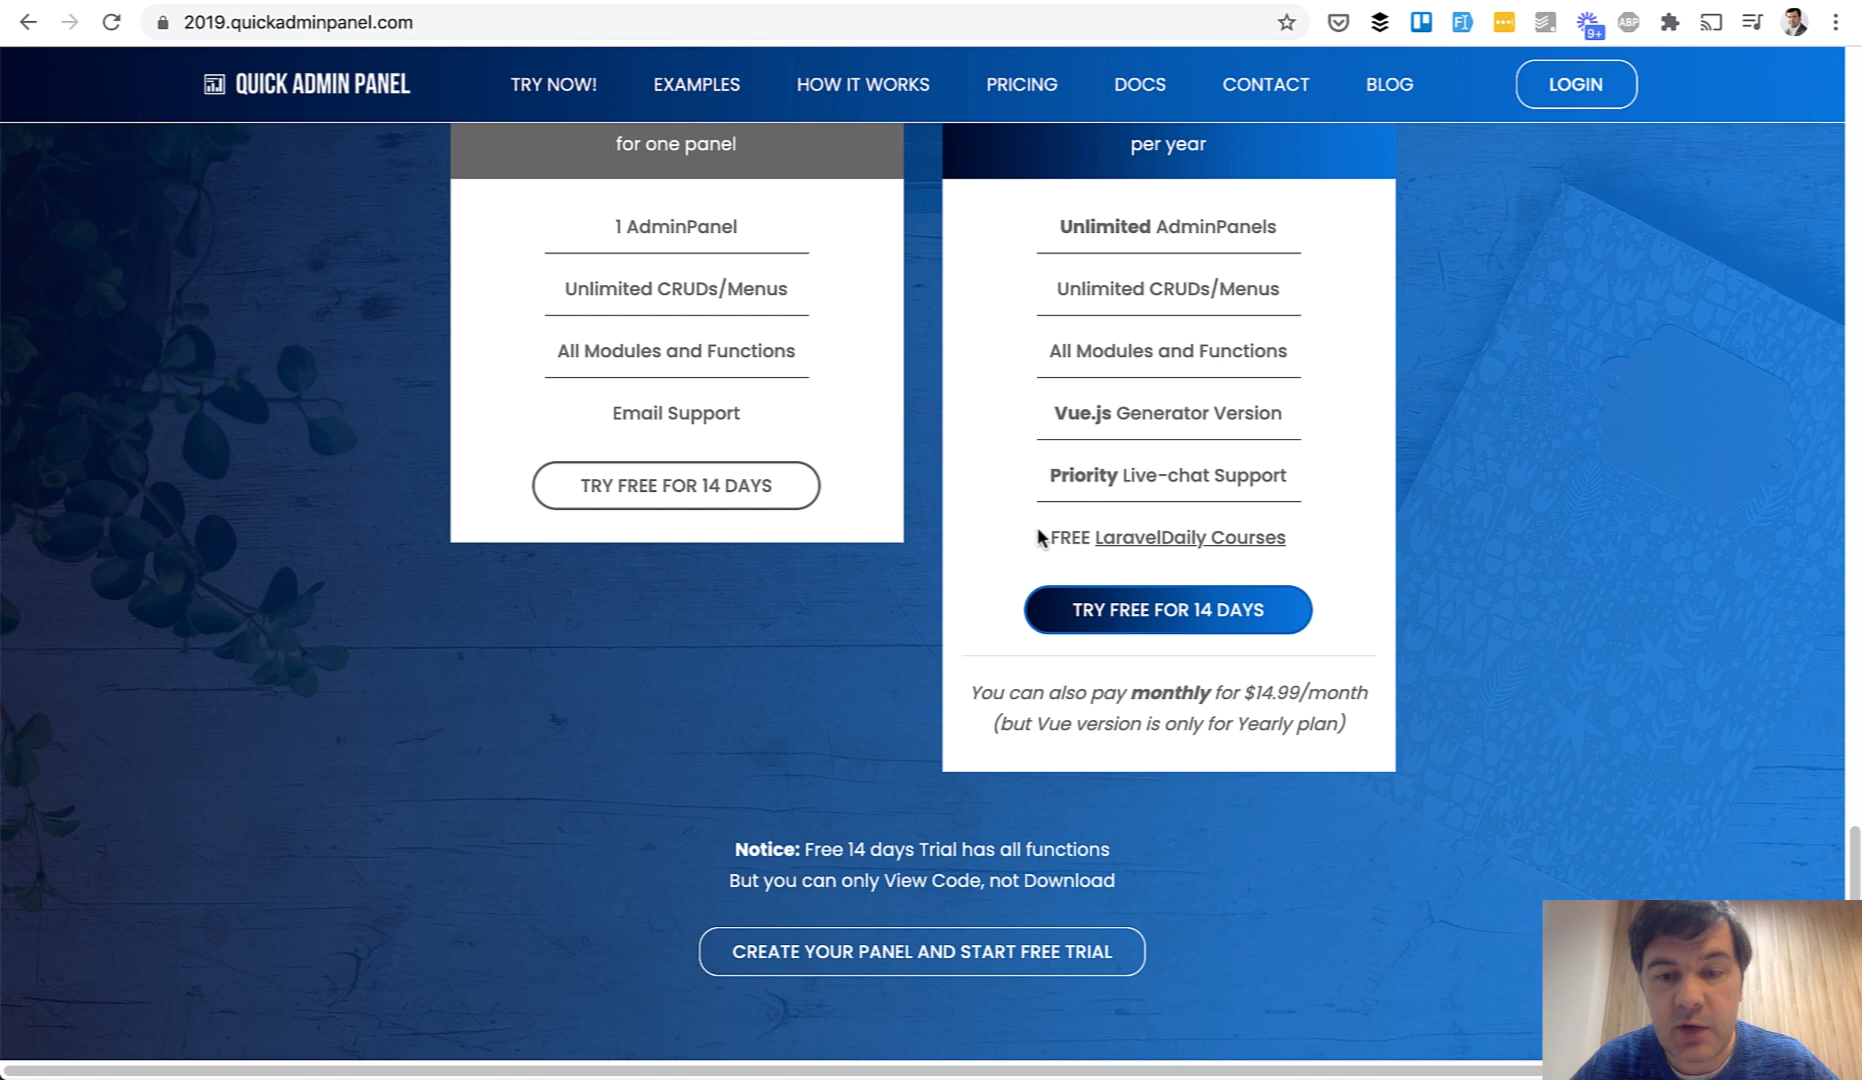 2019.quickadminpanel.com
9+
ABP
QUICK ADMIN PANEL
TRY NOW!
EXAMPLES
HOW IT WORKS
PRICING
DOCS
CONTACT
BLOG
LOGIN
for one panel
1 AdminPanel
Unlimited CRUDs/Menus
All Modules and Functions
Email Support
TRY FREE FOR 14 DAYS
per year
Unlimited AdminPanels
Unlimited CRUDs/Menus
All Modules and Functions
Vue.js Generator Version
Priority Live-chat Support
FREE LaravelDaily Courses
TRY FREE FOR 14 DAYS
You can also pay monthly for $14.99/month
(but Vue version is only for Yearly plan)
Notice: Free 14 days Trial has all functions
But you can only View Code, not Download
CREATE YOUR PANEL AND START FREE TRIAL